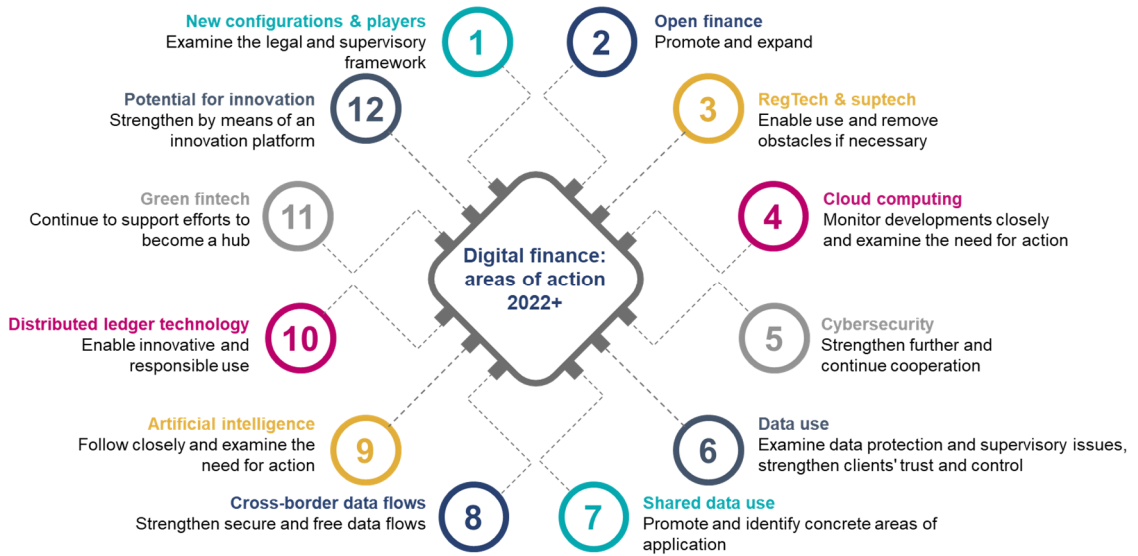 New configurations & players
Examine the legal and supervisory
framework
1
2
Open finance
Promote and expand
Potential for innovation
Strengthen by means of an
innovation platform
12
3
RegTech & suptech
Enable use and remove
obstacles if necessary
Green fintech
Continue to support efforts to
become a hub
11
4
Cloud computing
Monitor developments closely
and examine the need for action
Digital finance:
areas of action
2022+
Distributed ledger technology
Enable innovative and
responsible use
10
5
Cybersecurity
Strengthen further and
continue cooperation
Artificial intelligence
Follow closely and examine the
need for action
9
6
Data use
Examine data protection and supervisory issues,
strengthen clients' trust and control
Cross-border data flows
Strengthen secure and free data flows
8
7
Shared data use
Promote and identify concrete areas of
application